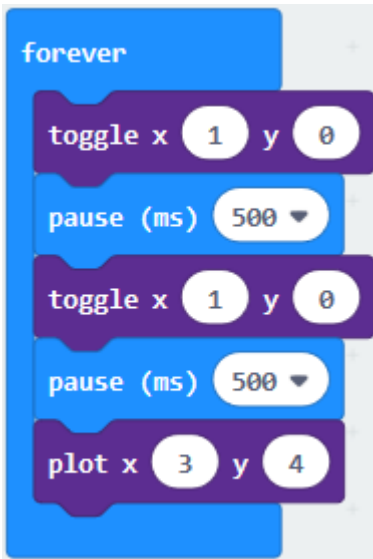 forever
toggle x 1 y 0
pause (ms) 500
toggle x 1 y 0
pause (ms) 500
plot x 3 y 4